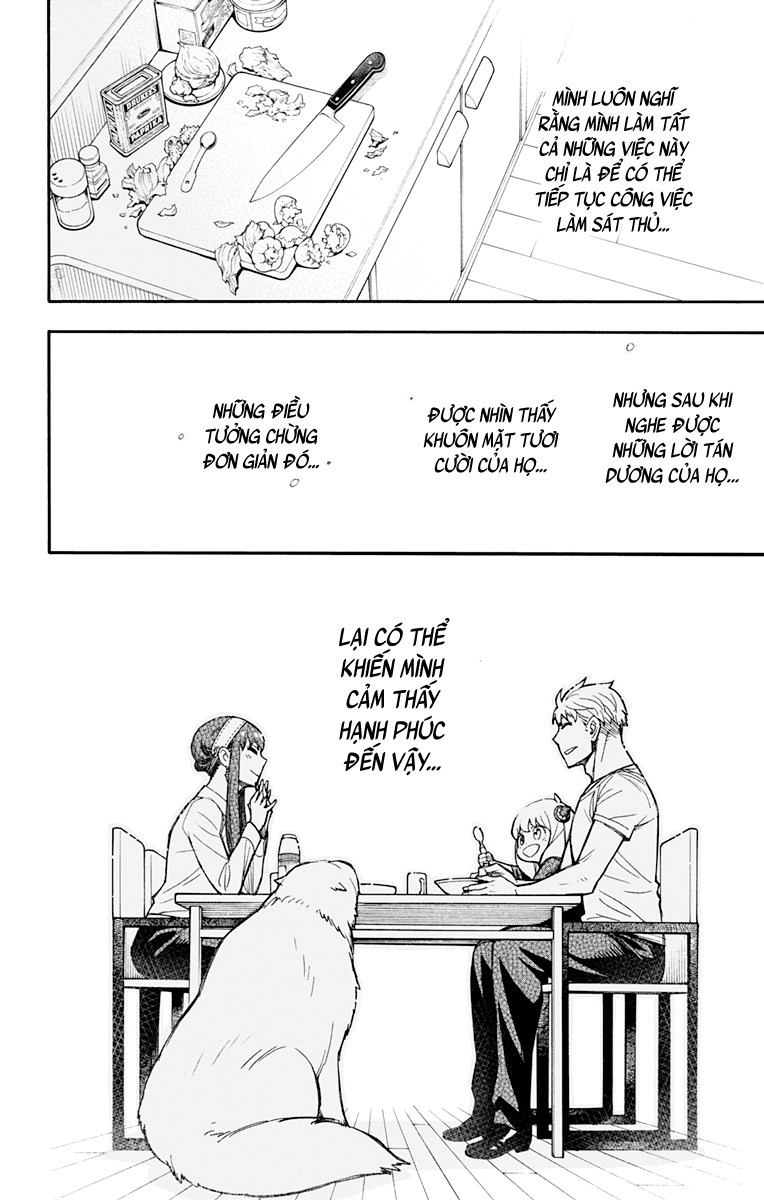 MÌNH LUÔN NGHĨ
RẰNG MÌNH LÀM TẤT
CẢ NHỮNG VIỆC NÀY
CHỈ LÀ ĐỂ CÓ THỂ
TIẾP TỤC CÔNG VIỆC
LÀM SÁT THỦ...
PAPRIKA
NHƯNG SAU KHI
NGHE ĐƯỢC
NHỮNG LỜI TÁN
DƯƠNG CỦA HỌ...
ĐƯỢC NHÌN THẤY
KHUÔN MẶT TƯƠI
CƯỜI CỦA HỌ...
NHỮNG ĐIỀU
TƯỞNG CHỪNG
ĐƠN GIẢN ĐÓ...
LẠI CÓ THỂ
KHIẾN MÌNH
CẢM THẤY
HẠNH PHÚC
ĐẾN VẬY...